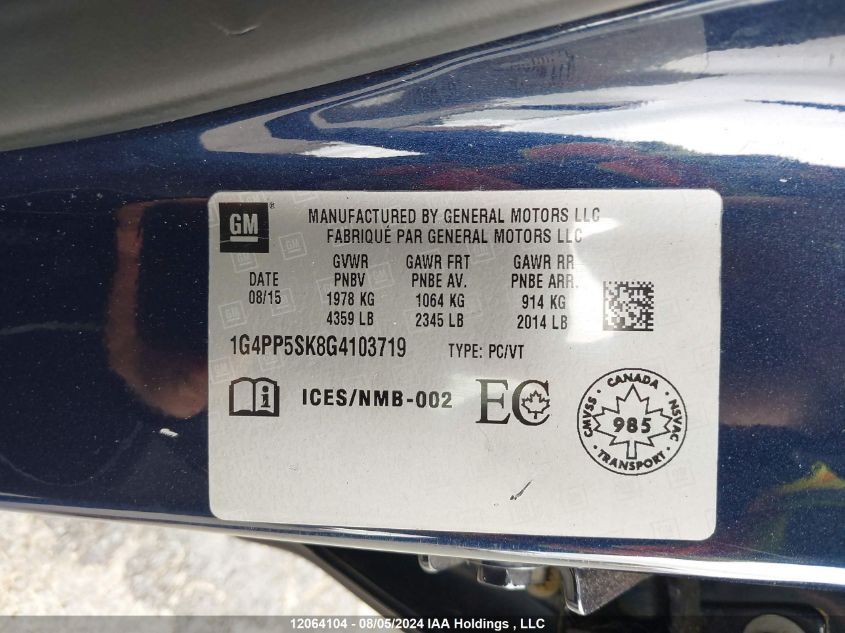 GM ®
MANUFACTURED BY GENERAL MOTORS LLC
FABRIQUÉ PAR GENERAL MOTORS LLC
GVWR GAWR FRT GAWR RR
DATE PNBV PNBE AV. PNBE ARR.
08/15 1978 KG 1064 KG 914 KG
4359 LB 2345 LB 2014 LB
1G4PP5SK8G4103719 TYPE: PC/VT
i ICES/NMB-002 EC
CANADA
CMVSS 985 NSVAC
TRANSPORT
12064104 - 08/05/2024 IAA Holdings , LLC